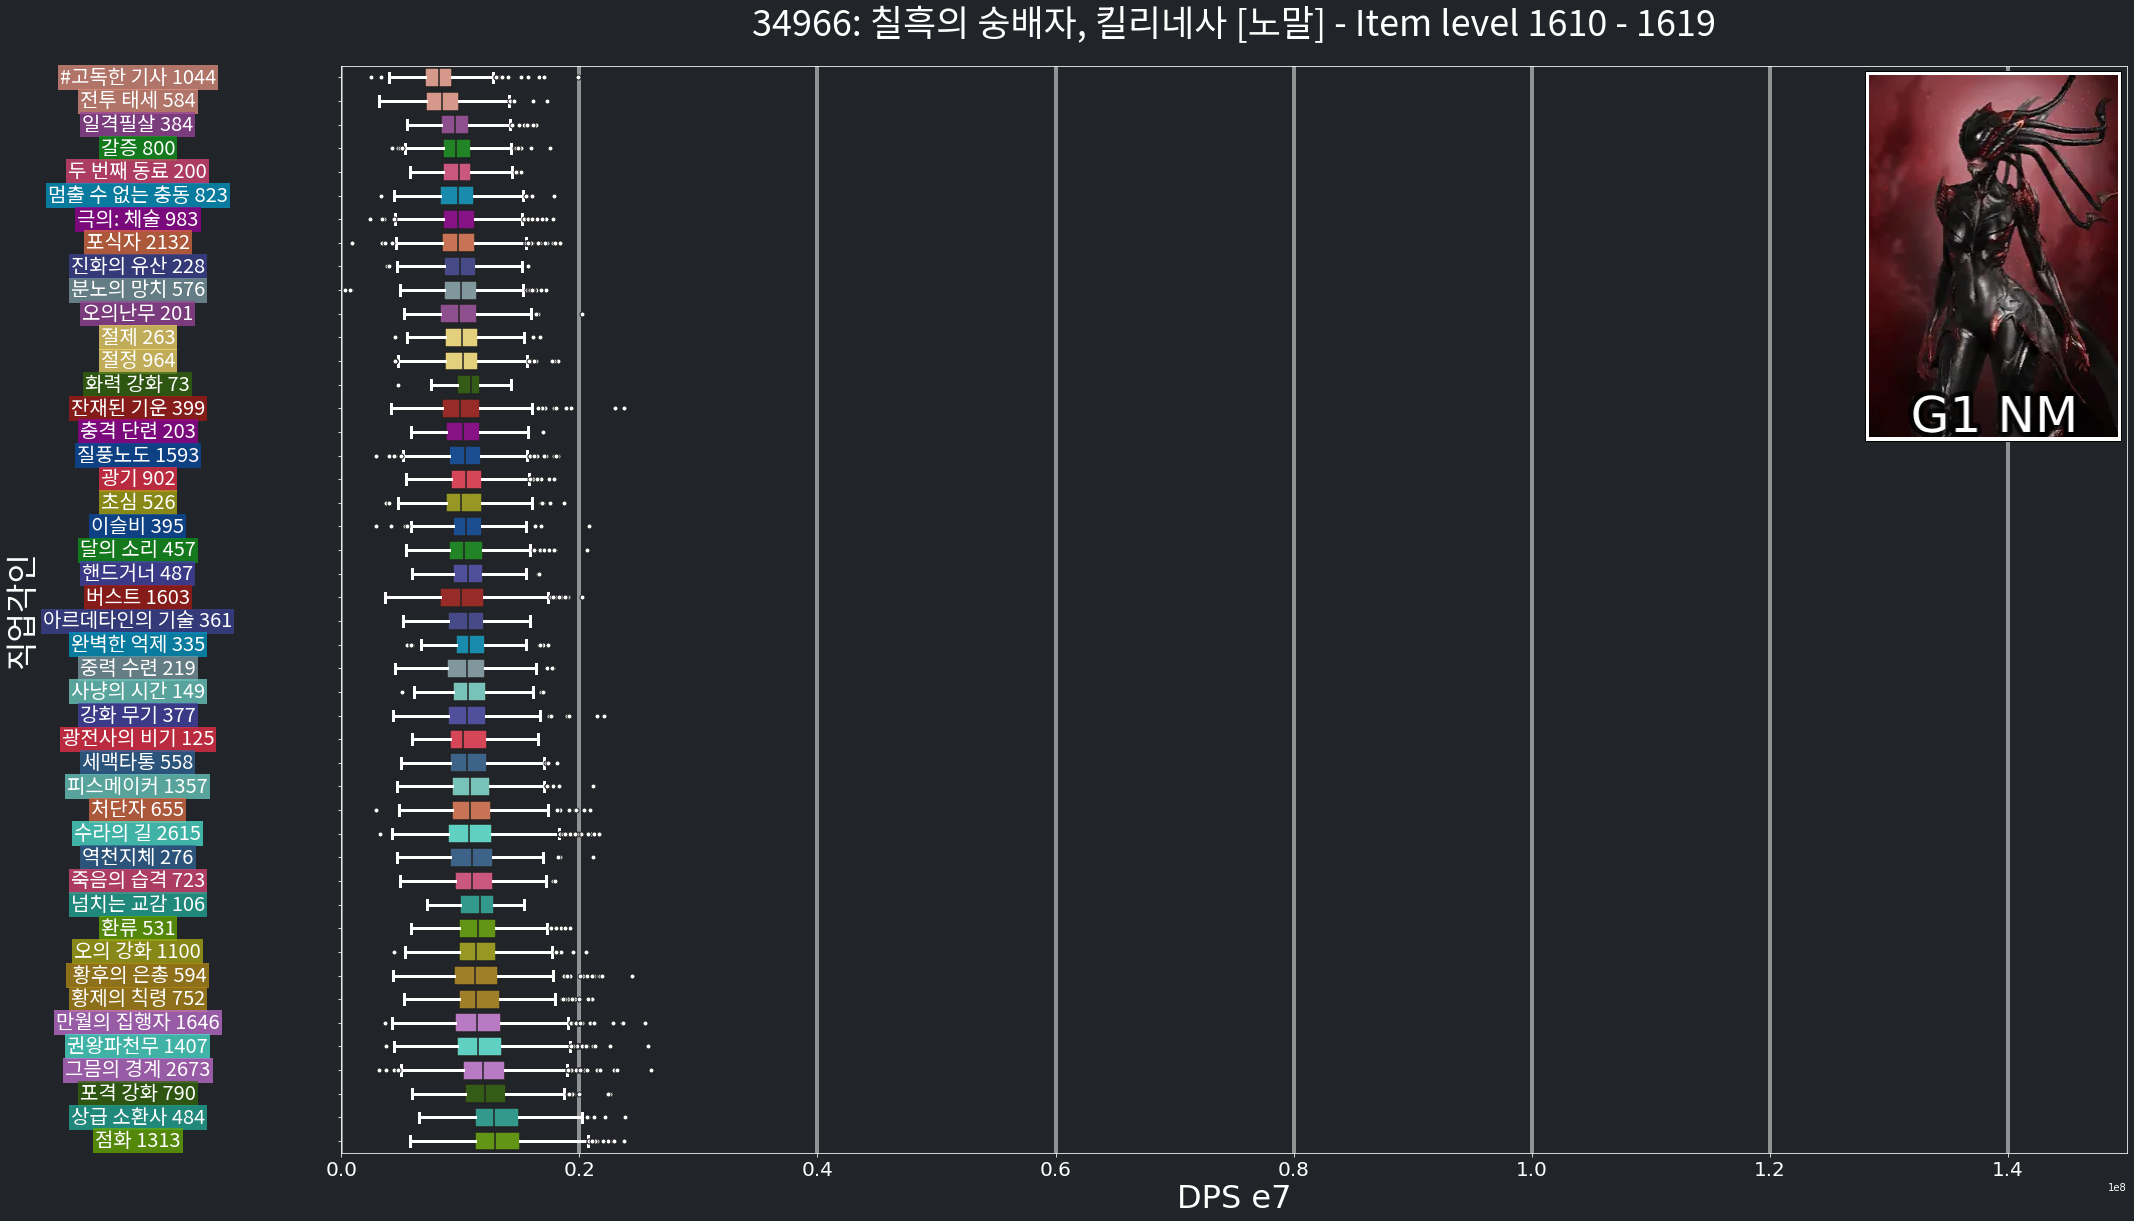 34966: 칠흑의 숭배자, 킬리네사 [노말] - Item level 1610 - 1619
#고독한 기사 1044
전투 태세 584
일격필살 384
갈증 800
두 번째 동료 200
멈출 수 없는 충동 823
극의: 체술 983
포식자 2132
진화의 유산 228
분노의 망치 576
오의난무 201
절제 263
절정 964
화력 강화 73
잔재된 기운 399
충격 단련 203
질풍노도 1593
광기 902
초심 526
이슬비 395
달의 소리 457
핸드거너 487
버스트 1603
아르데타인의 기술 361
완벽한 억제 335
중력 수련 219
사냥의 시간 149
강화 무기 377
광전사의 비기 125
세맥타통 558
피스메이커 1357
처단자 655
수라의 길 2615
역천지체 276
죽음의 습격 723
넘치는 교감 106
환류 531
오의 강화 1100
황후의 은총 594
황제의 칙령 752
만월의 집행자 1646
권왕파천무 1407
그믐의 경계 2673
포격 강화 790
상급 소환사 484
점화 1313
직업각인
G1 NM
0.0 0.2 0.4 0.6 0.8 1.0 1.2 1.4
1e8
DPS e7